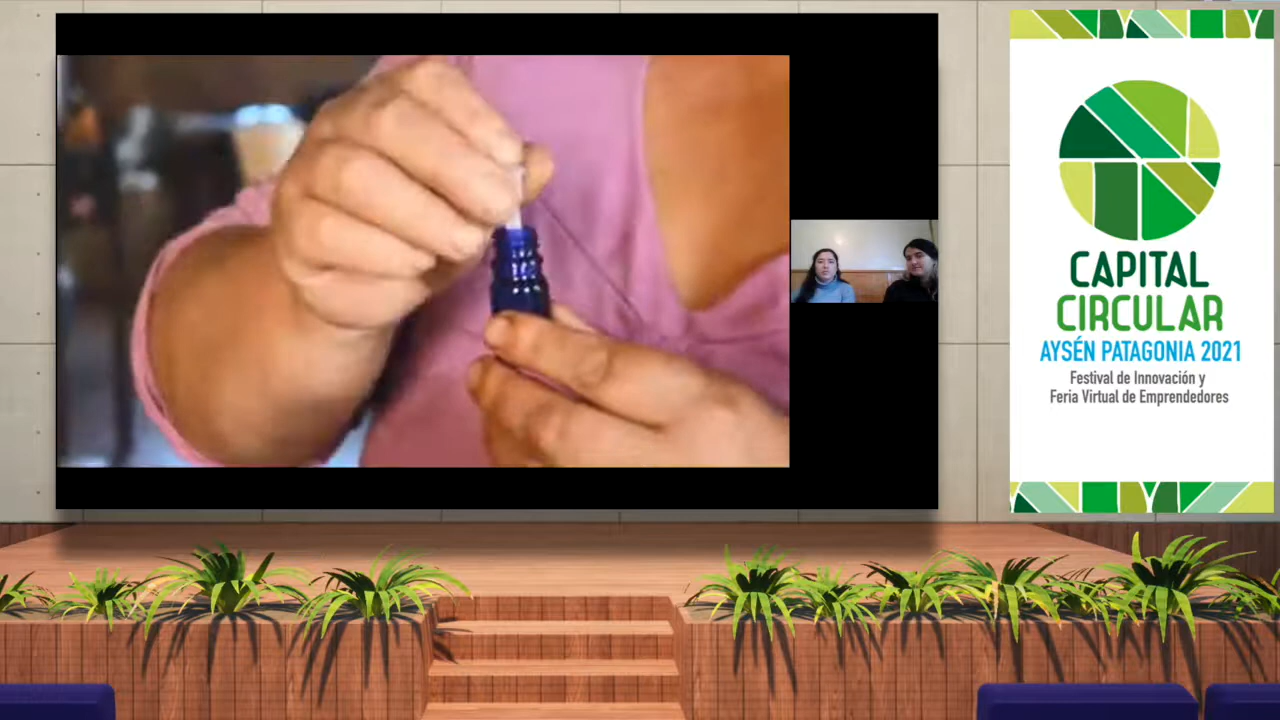 CAPITAL
CIRCULAR
AYSÉN PATAGONIA 2021
Festival de Innovación y
Feria Virtual de Emprendedores